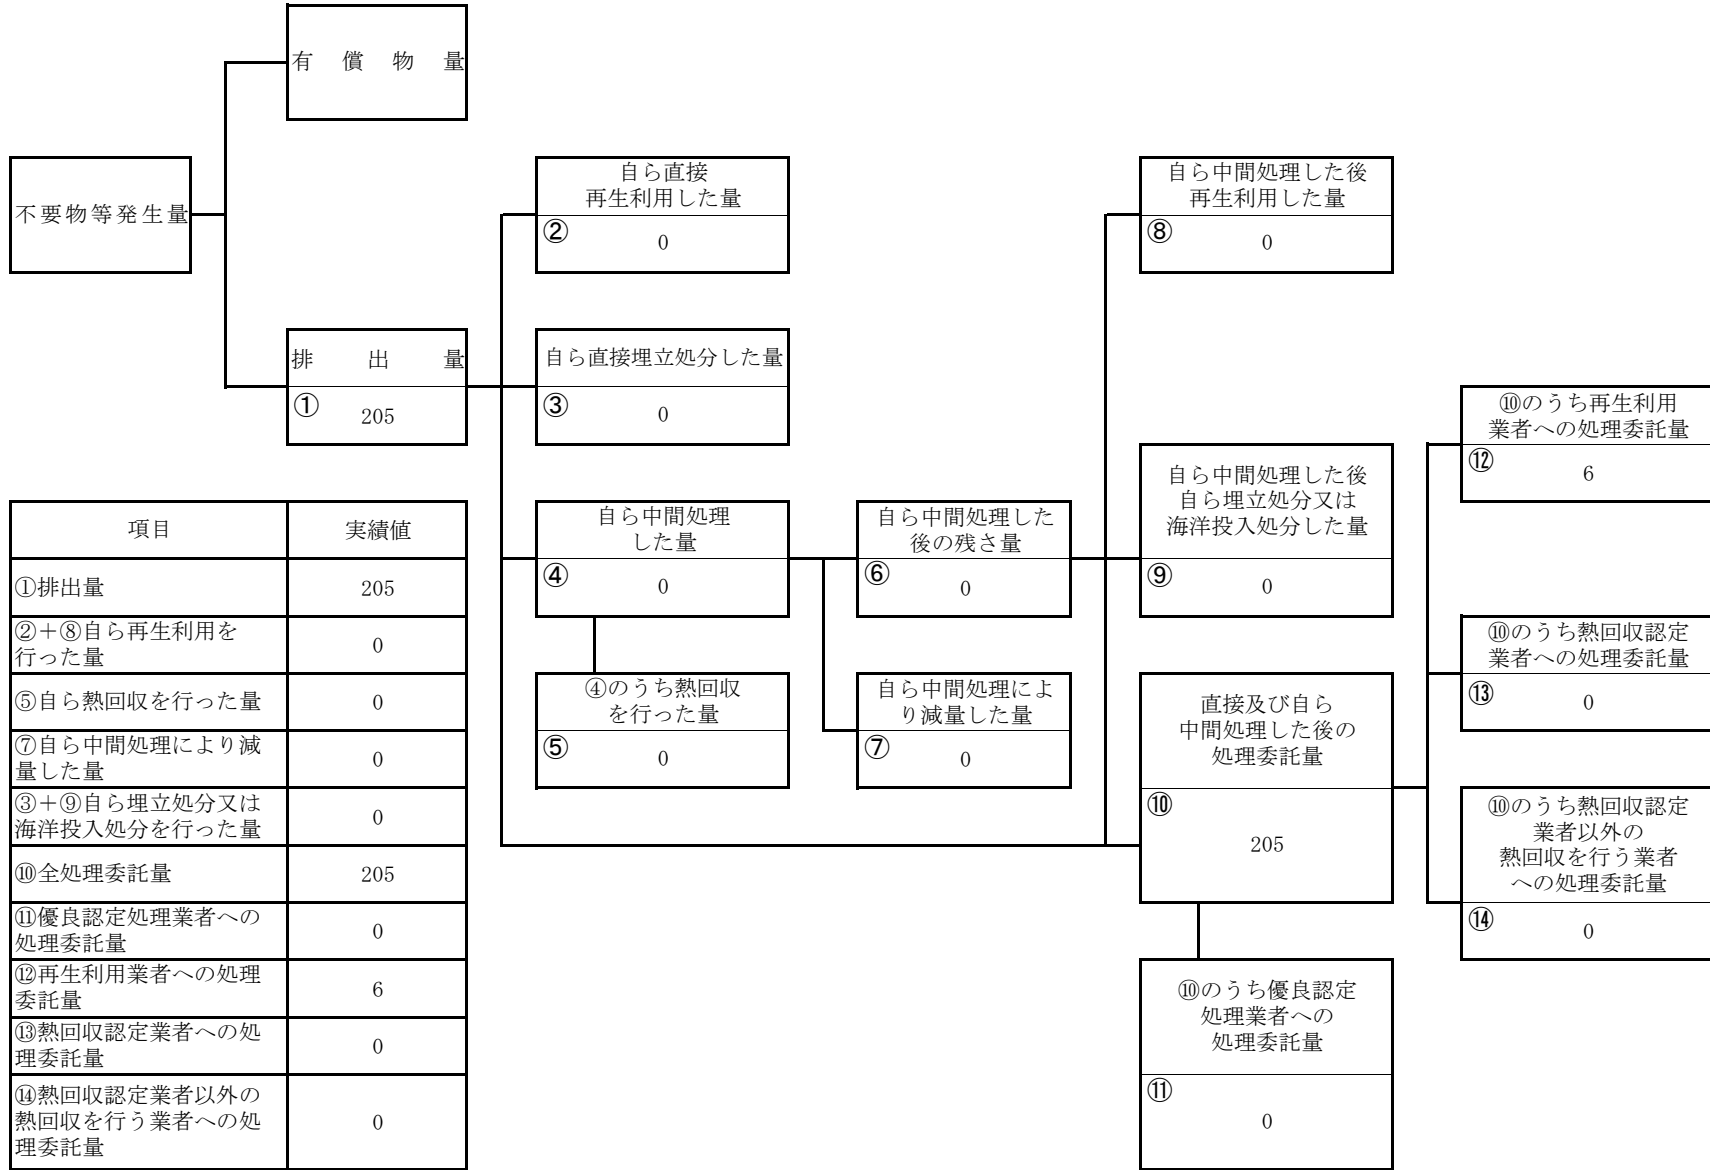 有償物量
不要物等発生量
自ら直接
再生利用した量
②
0
自ら中間処理した後
再生利用した量
⑧
0
排出量
①
205
自ら直接埋立処分した量
③
0
⑩のうち再生利用
業者への処理委託量
⑫
6
自ら中間処理した後
自ら埋立処分又は
海洋投入処分した量
⑨
0
自ら中間処理
した量
④
0
自ら中間処理した
後の残さ量
⑥
0
⑩のうち熱回収認定
業者への処理委託量
⑬
0
④のうち熱回収
を行った量
⑤
0
自ら中間処理によ
り減量した量
⑦
0
直接及び自ら
中間処理した後の
処理委託量
⑩
205
⑩のうち熱回収認定
業者以外の
熱回収を行う業者
への処理委託量
⑭
0
⑩のうち優良認定
処理業者への
処理委託量
⑪
0
項目 実績値
①排出量 205
②＋⑧自ら再生利用を
行った量 0
⑤自ら熱回収を行った量 0
⑦自ら中間処理により減
量した量 0
③＋⑨自ら埋立処分又は
海洋投入処分を行った量 0
⑩全処理委託量 205
⑪優良認定処理業者への
処理委託量 0
⑫再生利用業者への処理
委託量 6
⑬熱回収認定業者への処
理委託量 0
⑭熱回収認定業者以外の
熱回収を行う業者への処 0
理委託量